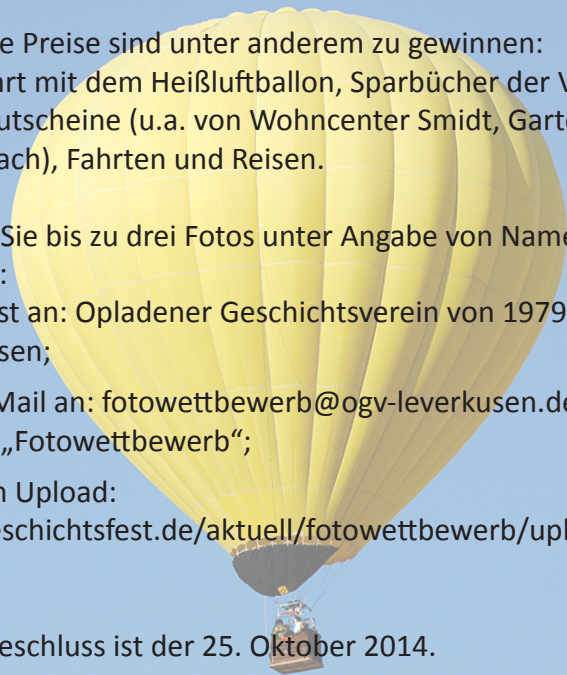 e Preise sind unter anderem zu gewinnen:
rt mit dem Heißluftballon, Sparbücher der V
utscheine (u.a. von Wohncenter Smidt, Garte
ach), Fahrten und Reisen.
Sie bis zu drei Fotos unter Angabe von Name
:
st an: Opladener Geschichtsverein von 1979
sen;
Mail an: fotowettbewerb@ogv-leverkusen.de
„Fotowettbewerb“;
n Upload:
eschichtsfest.de/aktuell/fotowettbewerb/upl
eschluss ist der 25. Oktober 2014.